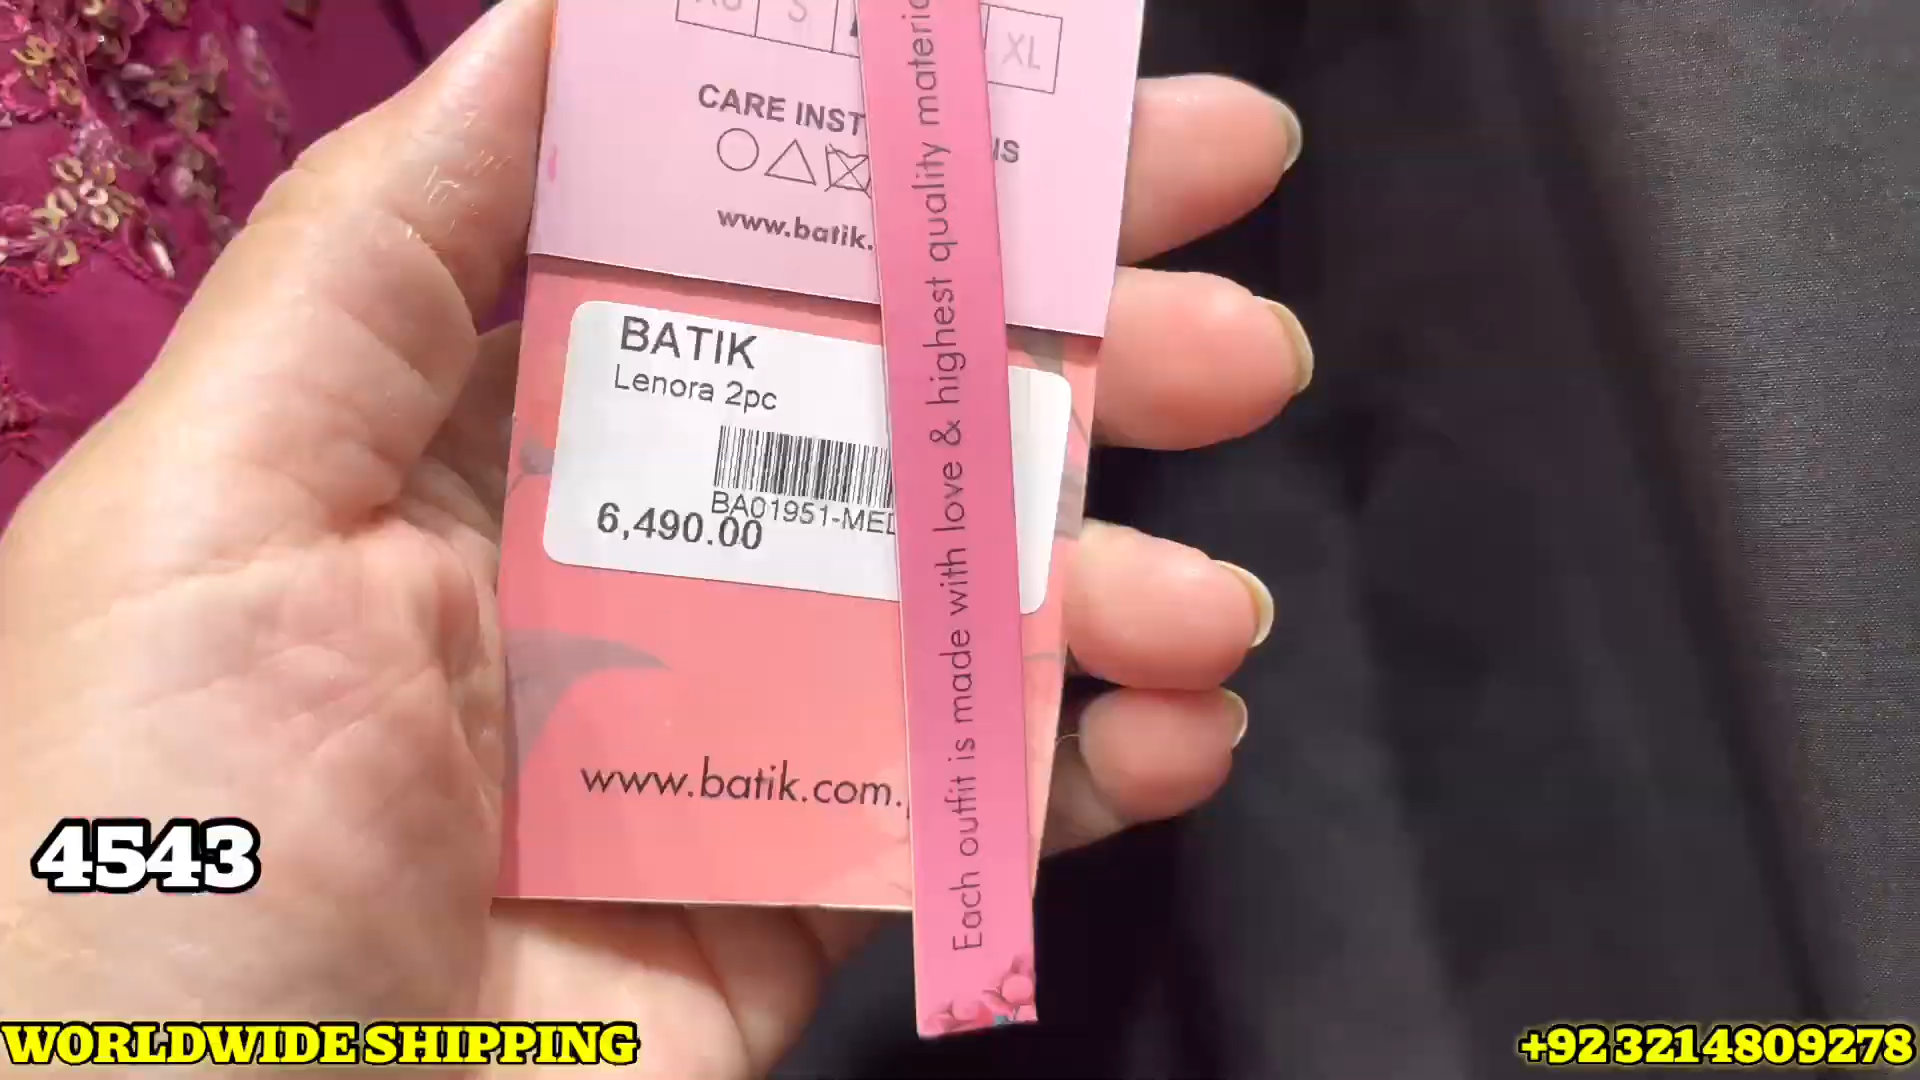 S
XL
CARE INST
IS
www.batik.
BATIK
Lenora 2pc
BA01951-MED
6,490.00
www.batik.com.
Each outfit is made with love & highest quality
4543
WORLDWIDE SHIPPING
+92 3214809278